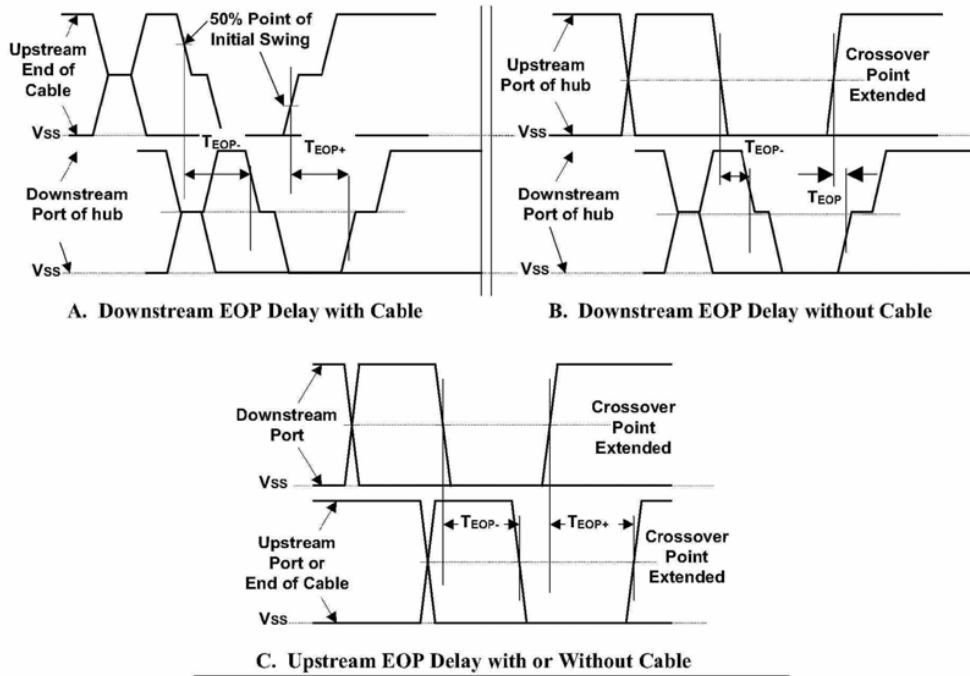 50% Point of
Initial Swing
Upstream
End of
Cable
Vss
TEOP-
TEOP+
Downstream
Port of hub
Vss
A. Downstream EOP Delay with Cable
Upstream
Port of hub
Crossover
Point
Extended
Vss
TEOP-
TEOP
Downstream
Port of hub
Vss
B. Downstream EOP Delay without Cable
Downstream
Port
Crossover
Point
Extended
Vss
TEOP-
TEOP+
Upstream
Port or
End of Cable
Crossover
Point
Extended
Vss
C. Upstream EOP Delay with or Without Cable